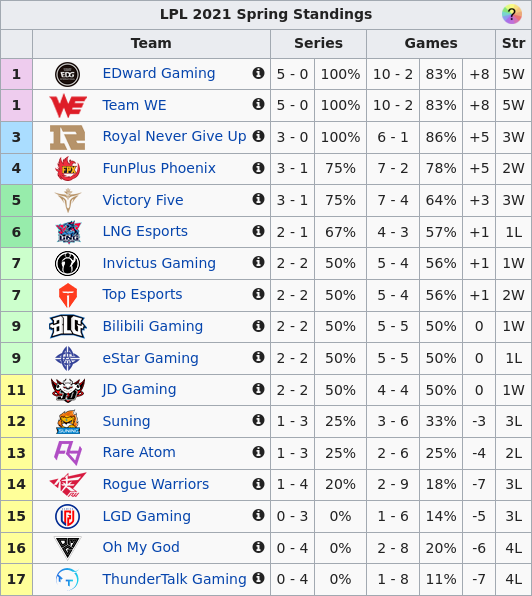 LPL 2021 Spring Standings ?
Team Series Games Str
1 EDG EDward Gaming 5 - 0 100% 10 - 2 83% +8 5W
1 WE Team WE 5 - 0 100% 10 - 2 83% +8 5W
3 Royal Never Give Up 3 - 0 100% 6 - 1 86% +5 3W
4 FPX FunPlus Phoenix 3 - 1 75% 7 - 2 78% +5 2W
5 Victory Five 3 - 1 75% 7 - 4 64% +3 3W
6 LNG LNG Esports 2 - 1 67% 4 - 3 57% +1 1L
7 Invictus Gaming 2 - 2 50% 5 - 4 56% +1 1W
7 Top Esports 2 - 2 50% 5 - 4 56% +1 2W
9 BLG Bilibili Gaming 2 - 2 50% 5 - 5 50% 0 1W
9 eStar Gaming 2 - 2 50% 5 - 5 50% 0 1L
11 JD Gaming 2 - 2 50% 4 - 4 50% 0 1W
12 SUNING Suning 1 - 3 25% 3 - 6 33% -3 3L
13 Rare Atom 1 - 3 25% 2 - 6 25% -4 2L
14 Rogue Warriors 1 - 4 20% 2 - 9 18% -7 3L
15 LGD Gaming 0 - 3 0% 1 - 6 14% -5 3L
16 Oh My God 0 - 4 0% 2 - 8 20% -6 4L
17 ThunderTalk Gaming 0 - 4 0% 1 - 8 11% -7 4L